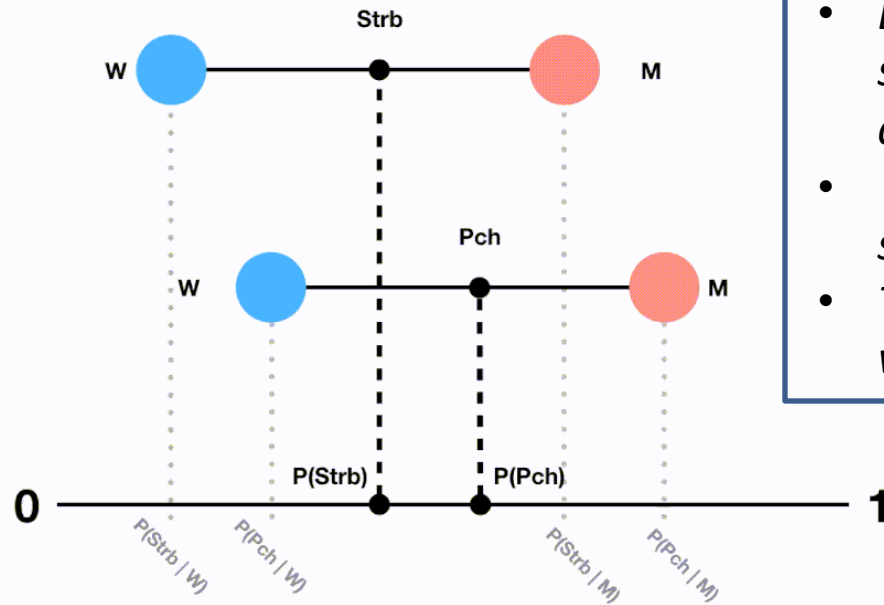 Strb
W
M
Pch
W
M
P(Strb)
P(Pch)
0
P(Strb | W)
P(Pch | W)
P(Strb | M)
P(Pch | M)